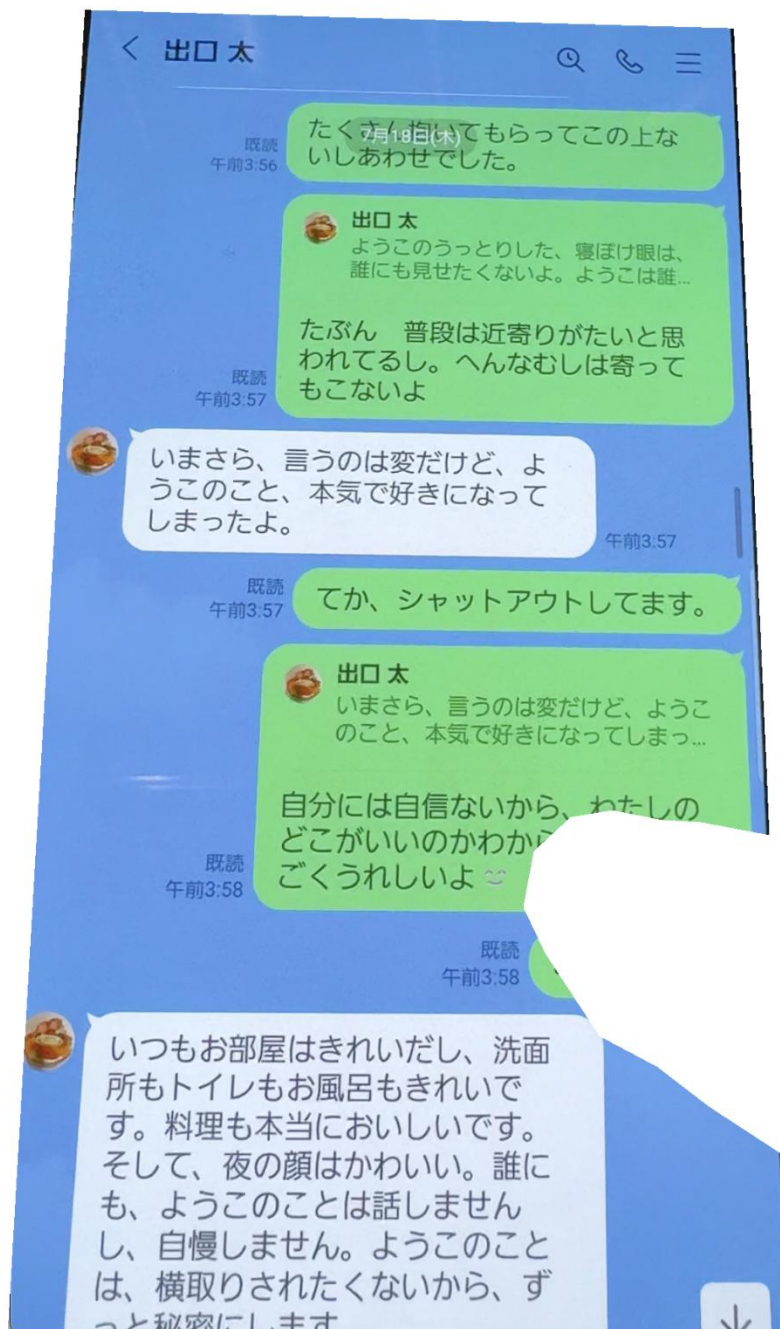 出口 太
たくさん抱いてもらってこの上な
7月18日(木)
いしあわせでした。
既読
午前3:56
出口 太
ようこのうっとりした、寝ぼけ眼は、
誰にも見せたくないよ。ようこは誰...
たぶん 普段は近寄りがたいと思
われてるし。へんなむしは寄って
もこないよ
既読
午前3:57
いまさら、言うのは変だけど、よ
うこのこと、本気で好きになって
しまったよ。
午前3:57
既読
午前3:57
てか、シャットアウトしてます。
出口 太
いまさら、言うのは変だけど、ようこ
のこと、本気で好きになってしまっ...
自分には自信ないから、わたしの
どこがいいのかわから
ごくうれしいよ
既読
午前3:58
既読
午前3:58
いつもお部屋はきれいだし、洗面
所もトイレもお風呂もきれいで
す。料理も本当においしいです。
そして、夜の顔はかわいい。誰に
も、ようこのことは話しません
し、自慢しません。ようこのこと
は、横取りされたくないから、ず
っと秘密にします